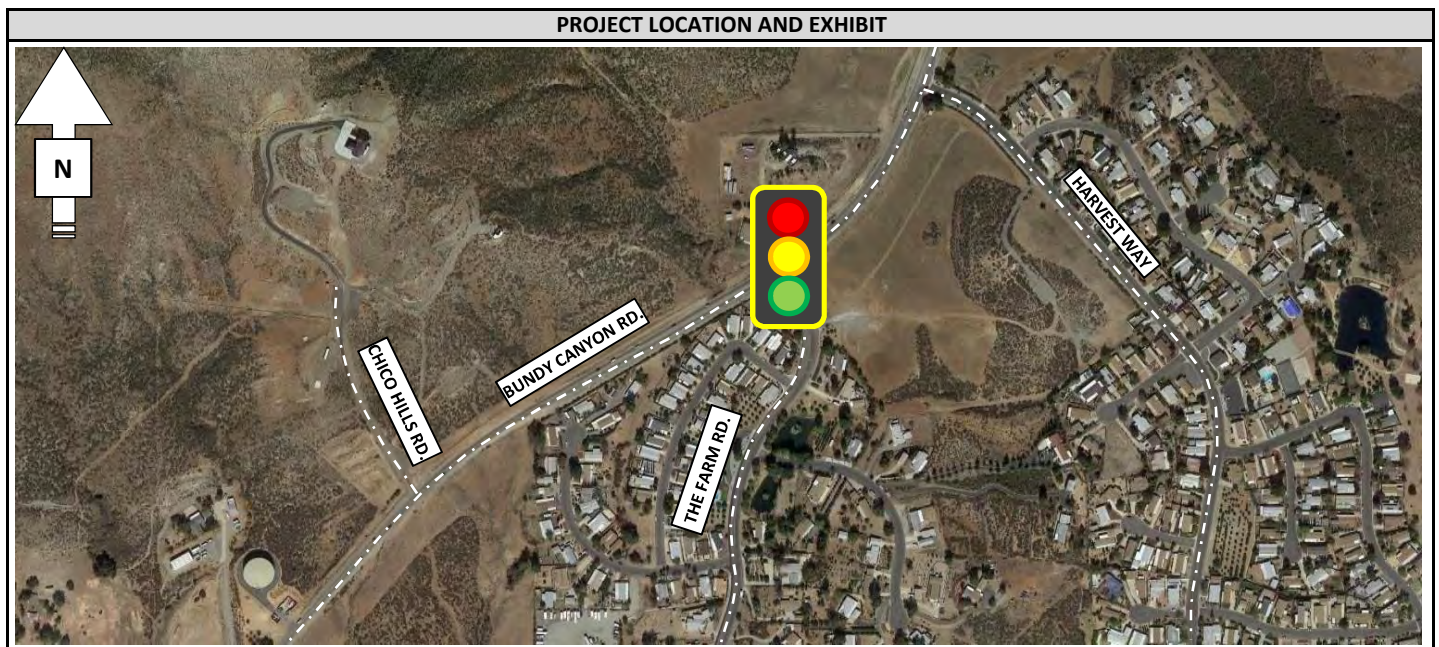 PROJECT LOCATION AND EXHIBIT
N
HARVEST WAY
BUNDY CANYON RD.
CHICO HILLS RD.
THE FARM RD.